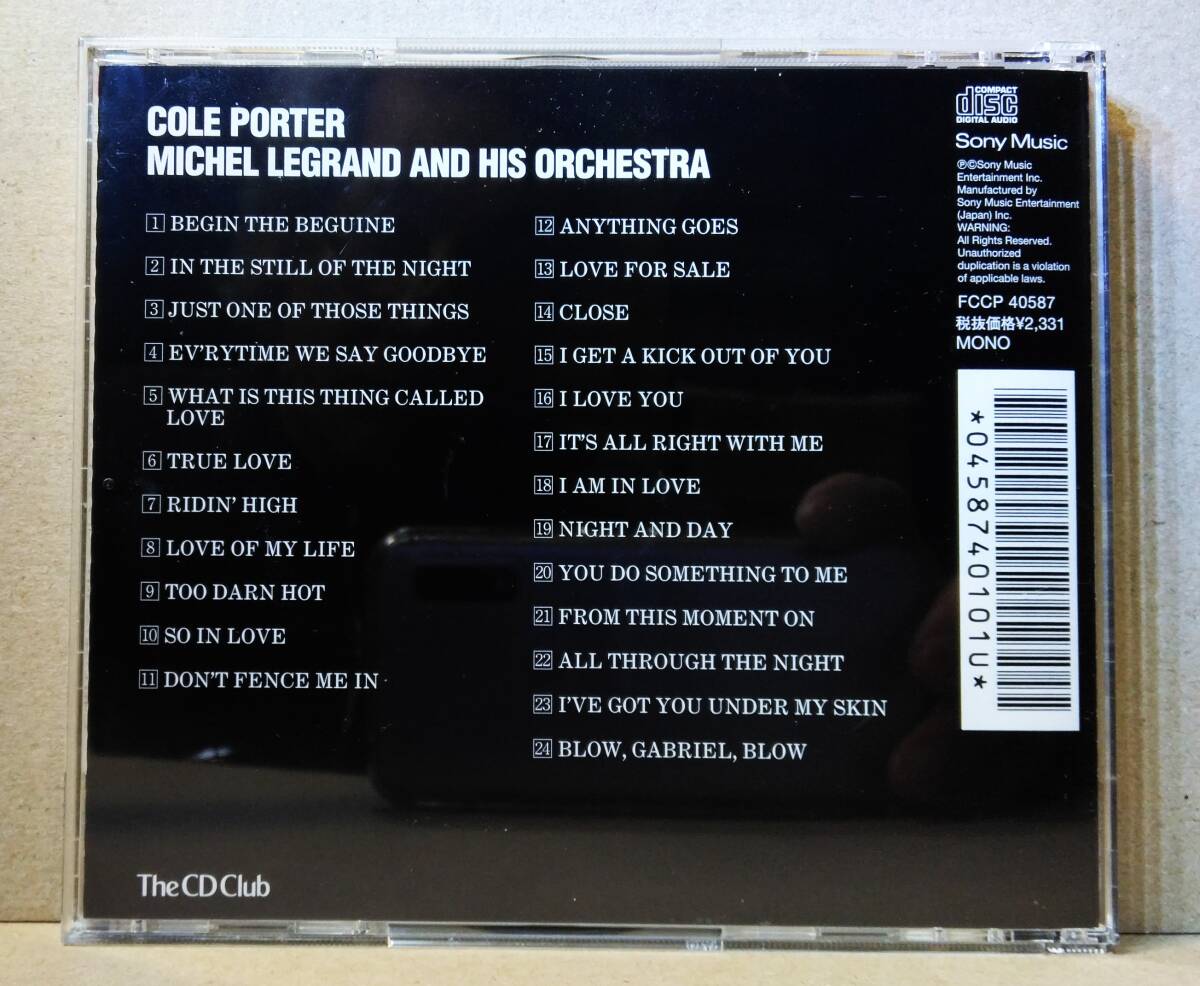 COLE PORTER
MICHEL LEGRAND AND HIS ORCHESTRA
1 BEGIN THE BEGUINE
2 IN THE STILL OF THE NIGHT
3 JUST ONE OF THOSE THINGS
4 EV'RYTIME WE SAY GOODBYE
5 WHAT IS THIS THING CALLED
LOVE
6 TRUE LOVE
7 RIDIN' HIGH
8 LOVE OF MY LIFE
9 TOO DARN HOT
10 SO IN LOVE
11 DON'T FENCE ME IN
12 ANYTHING GOES
13 LOVE FOR SALE
14 CLOSE
15 I GET A KICK OUT OF YOU
16 I LOVE YOU
17 IT'S ALL RIGHT WITH ME
18 I AM IN LOVE
19 NIGHT AND DAY
20 YOU DO SOMETHING TO ME
21 FROM THIS MOMENT ON
22 ALL THROUGH THE NIGHT
23 I'VE GOT YOU UNDER MY SKIN
24 BLOW, GABRIEL, BLOW
The CD Club
COMPACT
disc
DIGITAL AUDIO
Sony Music
℗©Sony Music
Entertainment Inc.
Manufactured by
Sony Music Entertainment
(Japan) Inc.
WARNING:
All Rights Reserved.
Unauthorized
duplication is a violation
of applicable laws.
FCCP 40587
税抜価格¥2,331
MONO
*0458740101U*